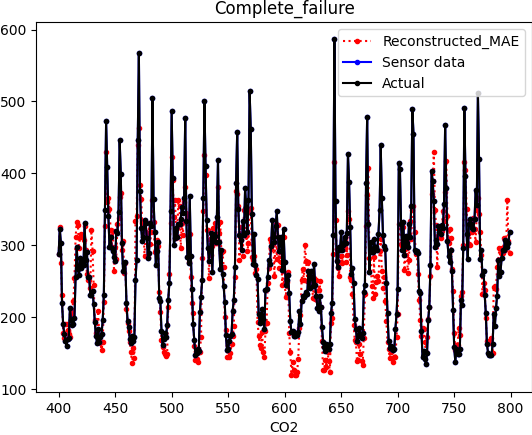 Complete_failure
Reconstructed_MAE
Sensor data
Actual
600
500
400
300
200
100
400 450 500 550 600 650 700 750 800
CO2